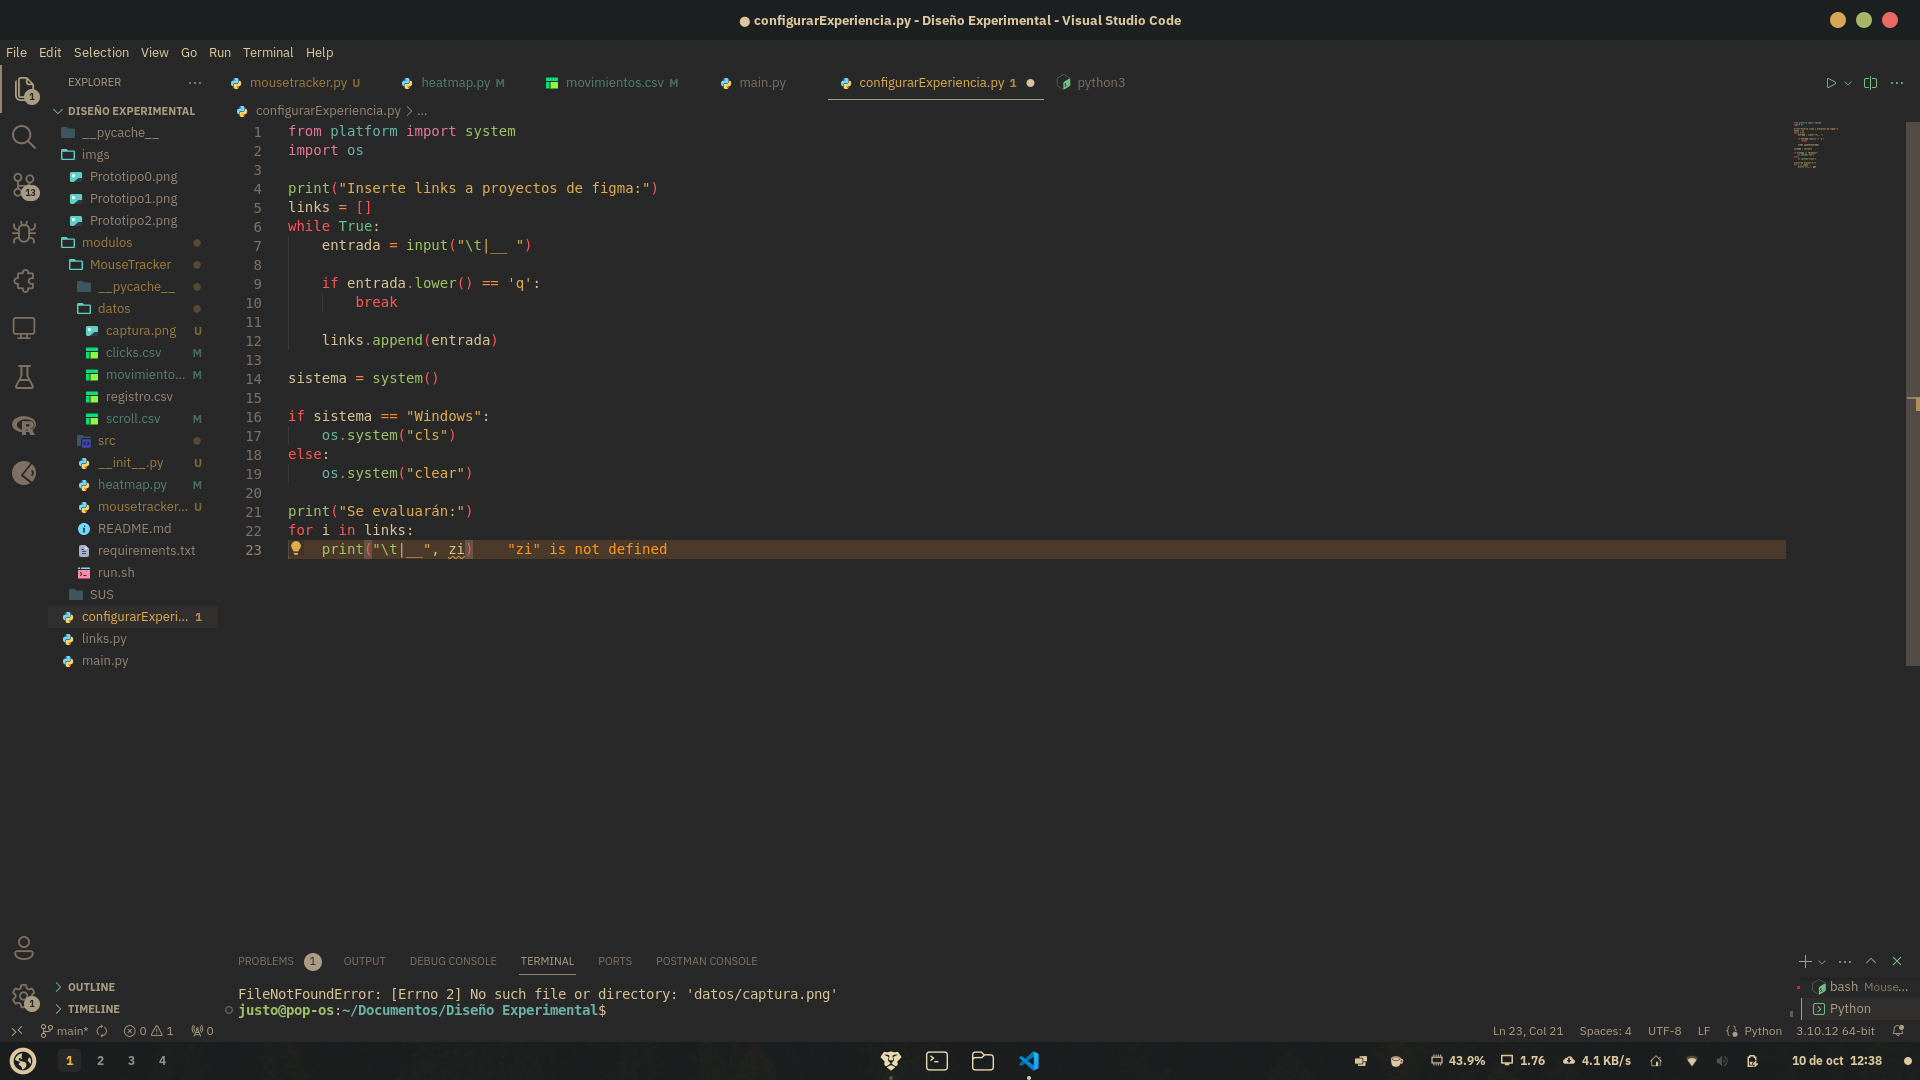 ● configurarExperiencia.py - Diseño Experimental - Visual Studio Code
File Edit Selection View Go Run Terminal Help
EXPLORER
mousetracker.py U
heatmap.py M
movimientos.csv M
main.py
configurarExperiencia.py 1
python3
DISEÑO EXPERIMENTAL
__pycache__
imgs
Prototipo0.png
Prototipo1.png
Prototipo2.png
modulos
MouseTracker
__pycache__
datos
captura.png U
clicks.csv M
movimiento... M
registro.csv
scroll.csv M
src
__init__.py U
heatmap.py M
mousetracker... U
README.md
requirements.txt
run.sh
SUS
configurarExperi... 1
links.py
main.py
OUTLINE
TIMELINE
configurarExperiencia.py > ...
1 from platform import system
2 import os
3
4 print("Inserte links a proyectos de figma:")
5 links = []
6 while True:
7 entrada = input("\t|__ ")
8
9 if entrada.lower() == 'q':
10 break
11
12 links.append(entrada)
13
14 sistema = system()
15
16 if sistema == "Windows":
17 os.system("cls")
18 else:
19 os.system("clear")
20
21 print("Se evaluarán:")
22 for i in links:
23 print("\t|__", zi) "zi" is not defined
1
13
1
PROBLEMS 1 OUTPUT DEBUG CONSOLE TERMINAL PORTS POSTMAN CONSOLE
FileNotFoundError: [Errno 2] No such file or directory: 'datos/captura.png'
justo@pop-os:~/Documentos/Diseño Experimental$
bash Mouse...
Python
main* 0 1 0
Ln 23, Col 21 Spaces: 4 UTF-8 LF Python 3.10.12 64-bit
1 2 3 4
43.9% 1.76 4.1 KB/s 10 de oct 12:38